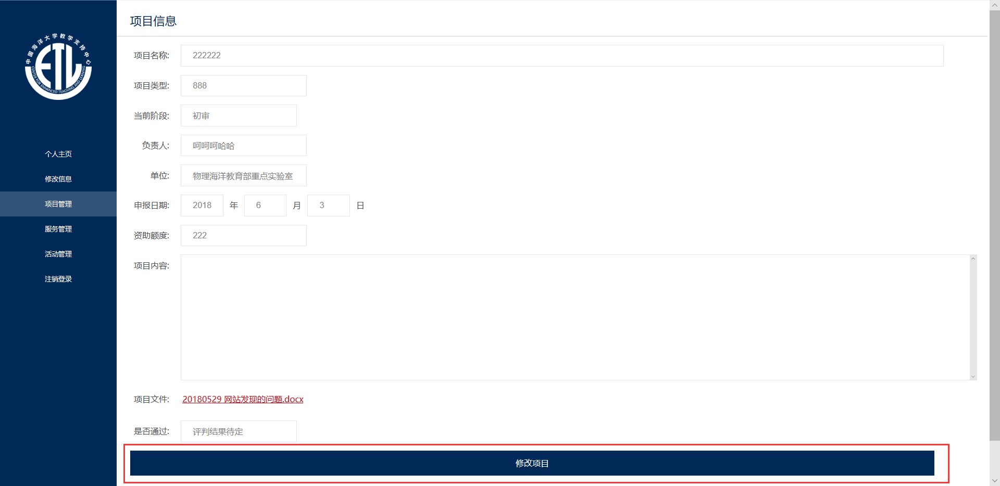 中国海洋大学教学支持中心
CENTER FOR ENHANCED TEACHING AND LEANING
个人主页
修改信息
项目管理
服务管理
活动管理
注销登录
项目信息
项目名称: 222222
项目类型: 888
当前阶段: 初审
负责人: 呵呵呵哈哈
单位: 物理海洋教育部重点实验室
申报日期: 2018 年 6 月 3 日
资助额度: 222
项目内容:
项目文件: 20180529 网站发现的问题.docx
是否通过: 评判结果待定
修改项目